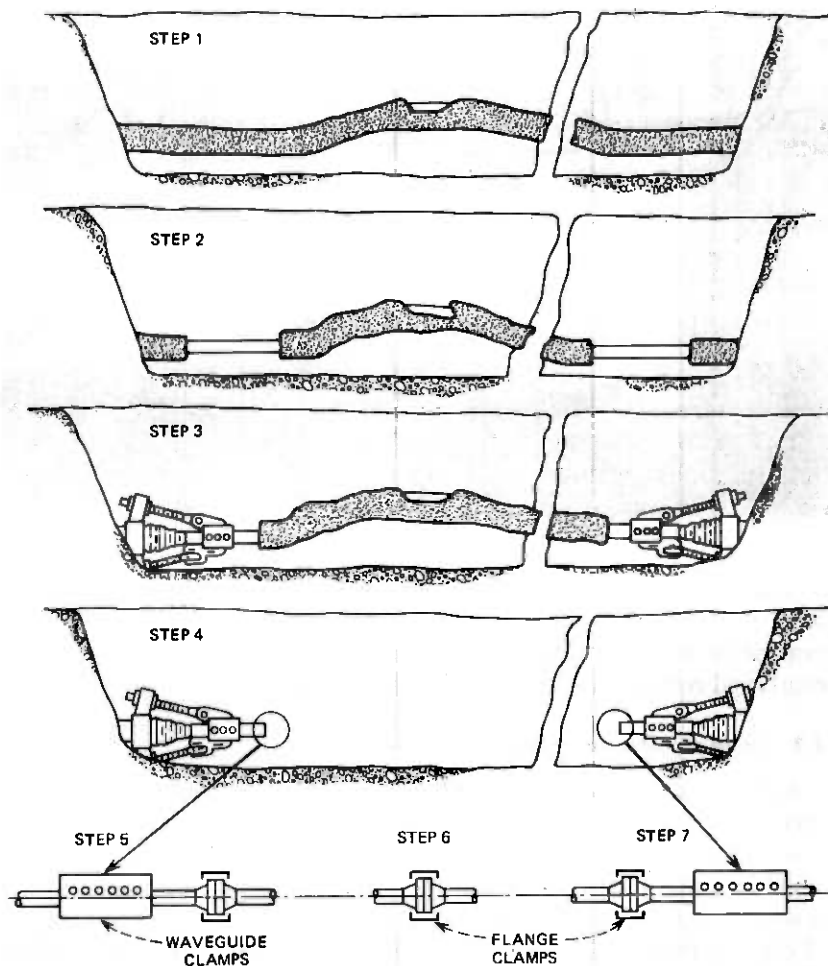 STEP 1
STEP 2
STEP 3
STEP 4
STEP 5
STEP 6
STEP 7
WAVEGUIDE
CLAMPS
FLANGE
CLAMPS